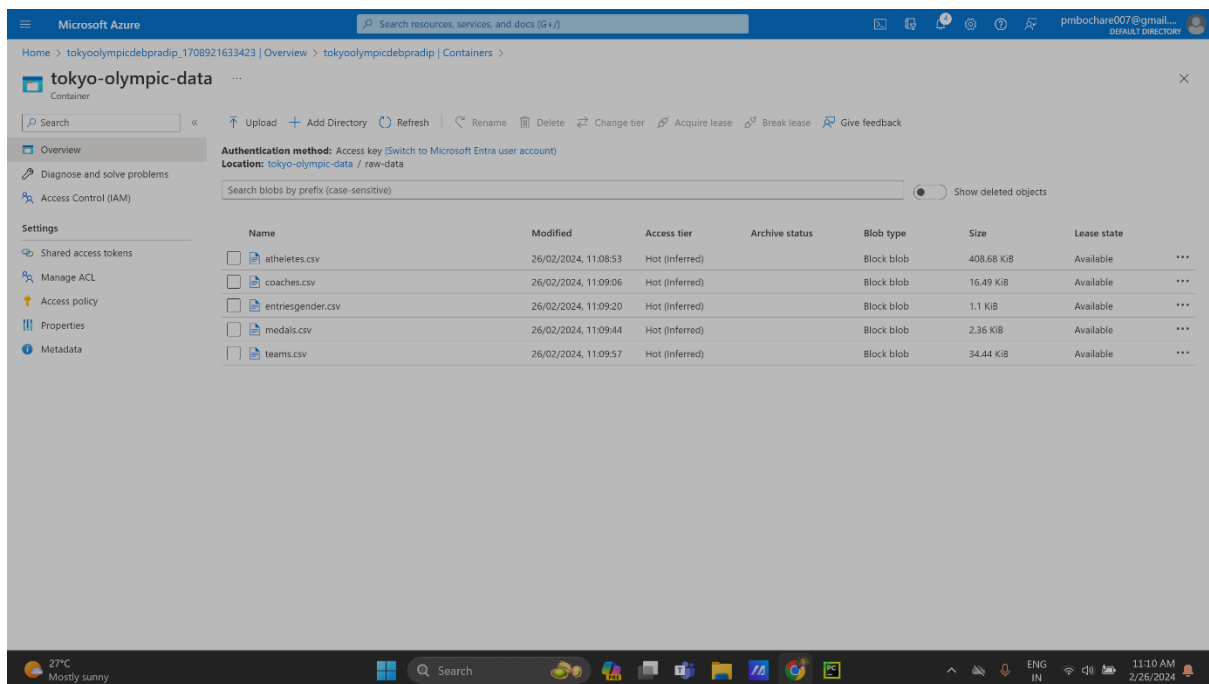 Microsoft Azure
Search resources, services, and docs (G+/)
4
pmbochare007@gmail....
DEFAULT DIRECTORY
Home > tokyoolympicdebpradip_1708921633423 | Overview > tokyoolympicdebpradip | Containers >
tokyo-olympic-data ...
Container
Search
Upload Add Directory Refresh Rename Delete Change tier Acquire lease Break lease Give feedback
Overview
Diagnose and solve problems
Access Control (IAM)
Settings
Shared access tokens
Manage ACL
Access policy
Properties
Metadata
Authentication method: Access key (Switch to Microsoft Entra user account)
Location: tokyo-olympic-data / raw-data
Search blobs by prefix (case-sensitive)
Show deleted objects
Name Modified Access tier Archive status Blob type Size Lease state
atheletes.csv 26/02/2024, 11:08:53 Hot (Inferred) Block blob 408.68 KiB Available
coaches.csv 26/02/2024, 11:09:06 Hot (Inferred) Block blob 16.49 KiB Available
entriesgender.csv 26/02/2024, 11:09:20 Hot (Inferred) Block blob 1.1 KiB Available
medals.csv 26/02/2024, 11:09:44 Hot (Inferred) Block blob 2.36 KiB Available
teams.csv 26/02/2024, 11:09:57 Hot (Inferred) Block blob 34.44 KiB Available
27°C
Mostly sunny
Search
PRE
PC
ENG
IN
11:10 AM
2/26/2024